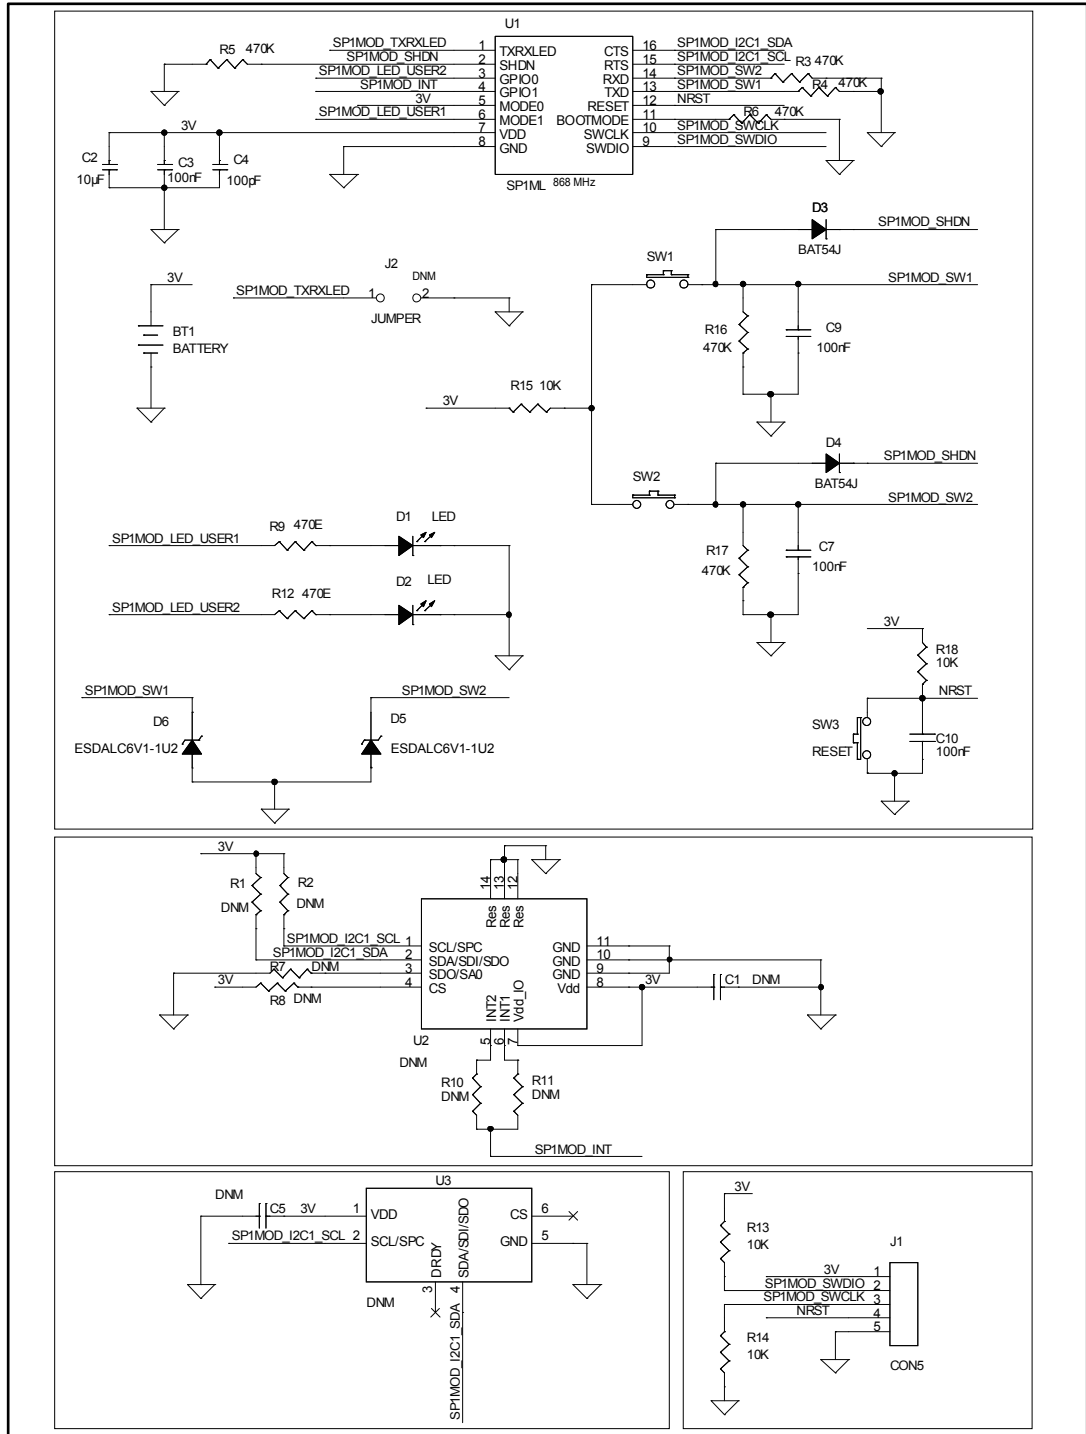 U1
R5 470K
SP1MOD_TXRXLED 1 TXRXLED CTS 16 SP1MOD_I2C1_SDA
SP1MOD_SHDN 2 SHDN RTS 15 SP1MOD_I2C1_SCL
SP1MOD_LED_USER2 3 GPIO0 RXD 14 SP1MOD_SW2 R3 470K
SP1MOD_INT 4 GPIO1 TXD 13 SP1MOD_SW1 R4 470K
3V 5 MODE0 RESET 12 NRST
SP1MOD_LED_USER1 6 MODE1 BOOTMODE 11 R6 470K
7 VDD SWCLK 10 SP1MOD_SWCLK
8 GND SWDIO 9 SP1MOD_SWDIO
SP1ML 868 MHz
3V
C2 10µF
C3 100nF
C4 100pF
D3
BAT54J
SP1MOD_SHDN
SW1
SP1MOD_SW1
J2 DNM
SP1MOD_TXRXLED 1 2
JUMPER
3V
BT1
BATTERY
R16 470K
C9 100nF
3V R15 10K
D4
BAT54J
SP1MOD_SHDN
SW2
SP1MOD_SW2
R17 470K
C7 100nF
SP1MOD_LED_USER1 R9 470E D1 LED
SP1MOD_LED_USER2 R12 470E D2 LED
3V
R18 10K
NRST
SW3
RESET
C10 100nF
SP1MOD_SW1
D6
ESDALC6V1-1U2
SP1MOD_SW2
D5
ESDALC6V1-1U2
3V
R1 DNM
R2 DNM
14 13 12
Res Res Res
SP1MOD_I2C1_SCL 1 SCL/SPC GND 11
SP1MOD_I2C1_SDA 2 SDA/SDI/SDO GND 10
R7 DNM 3 SDO/SA0 GND 9
3V R8 DNM 4 CS Vdd 8 3V C1 DNM
INT2 INT1 Vdd_IO
5 6 7
U2
DNM
R10 DNM
R11 DNM
SP1MOD_INT
U3
DNM
C5 3V 1 VDD CS 6
SP1MOD_I2C1_SCL 2 SCL/SPC GND 5
DRDY SDA/SDI/SDO
3 4
DNM
SP1MOD_I2C1_SDA
3V
R13 10K
J1
3V 1
SP1MOD_SWDIO 2
SP1MOD_SWCLK 3
NRST 4
5
R14 10K
CON5